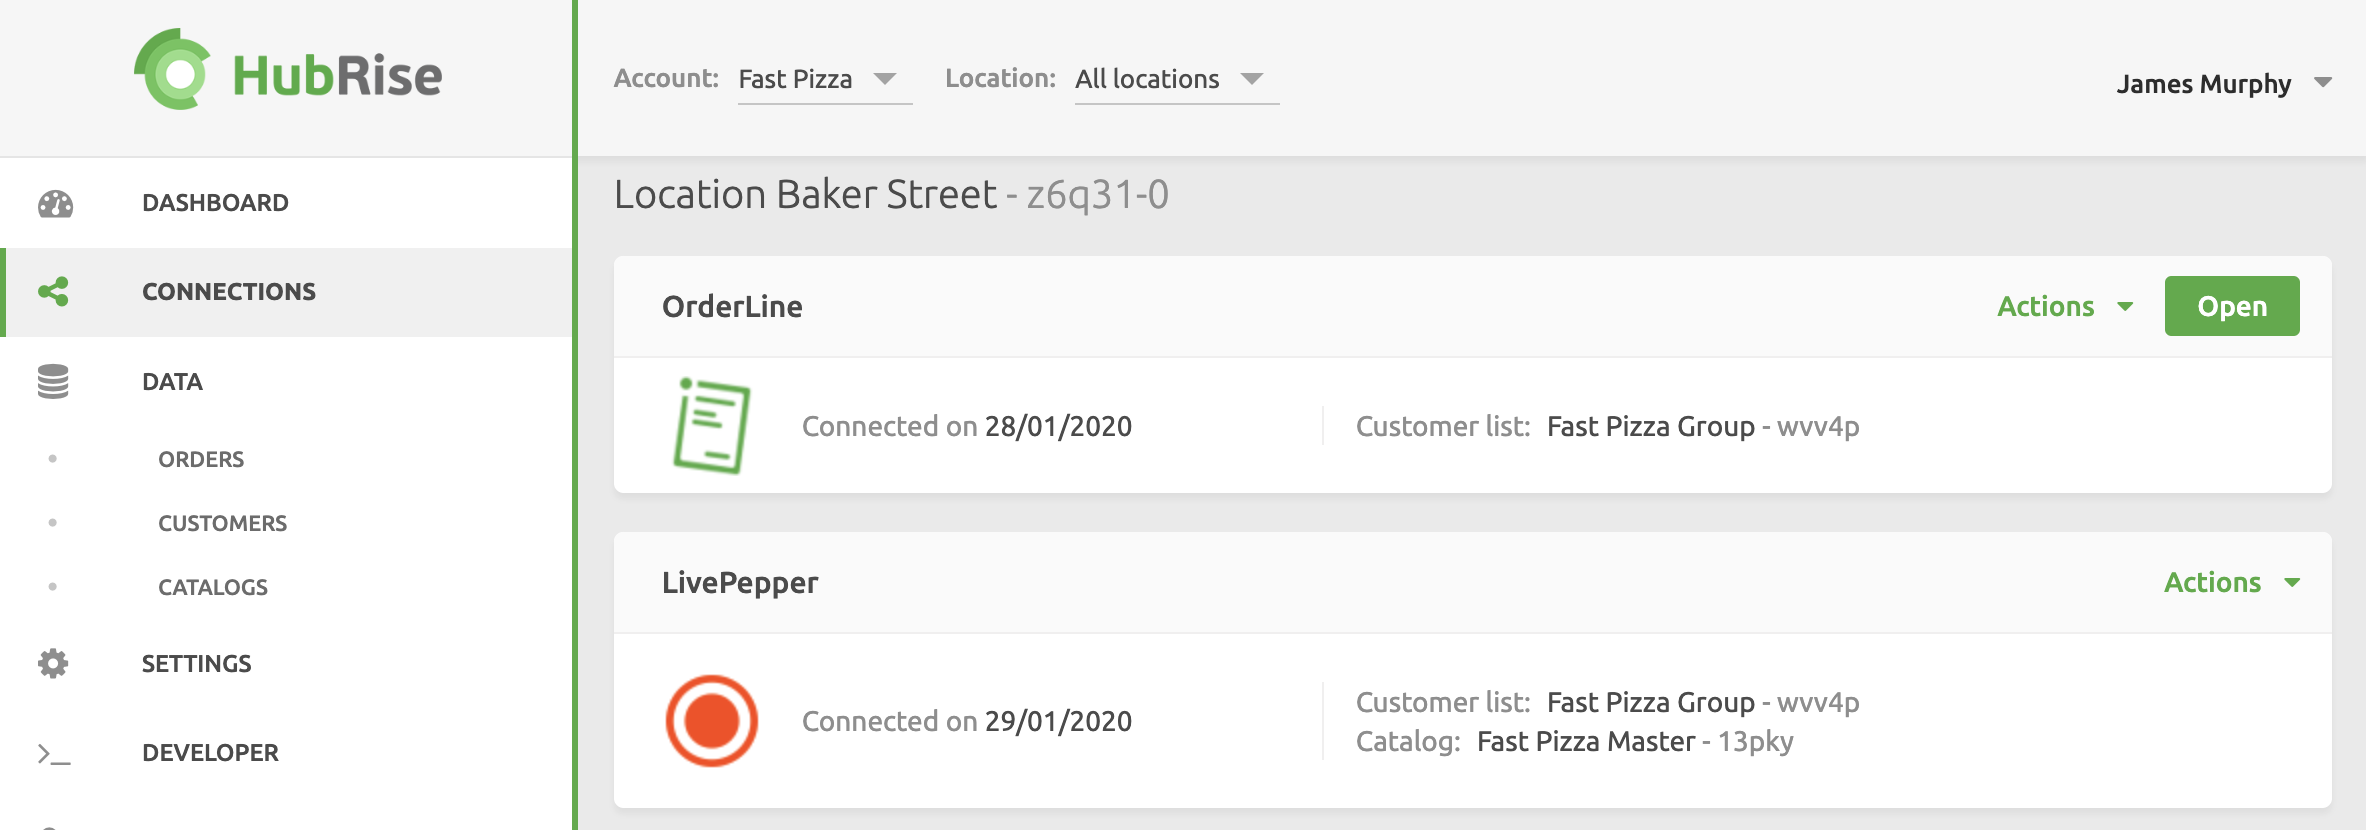 HubRise
Account: Fast Pizza Location: All locations
James Murphy
DASHBOARD
CONNECTIONS
DATA
ORDERS
CUSTOMERS
CATALOGS
SETTINGS
DEVELOPER
Location Baker Street - z6q31-0
OrderLine
Actions
Open
Connected on 28/01/2020
Customer list: Fast Pizza Group - wvv4p
LivePepper
Actions
Connected on 29/01/2020
Customer list: Fast Pizza Group - wvv4p
Catalog: Fast Pizza Master - 13pky